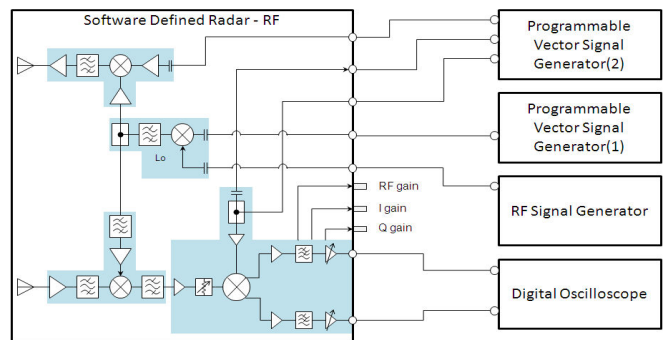 Software Defined Radar - RF
Programmable
Vector Signal
Generator(2)
Programmable
Vector Signal
Generator(1)
Lo
RF gain
I gain
Q gain
RF Signal Generator
Digital Oscilloscope